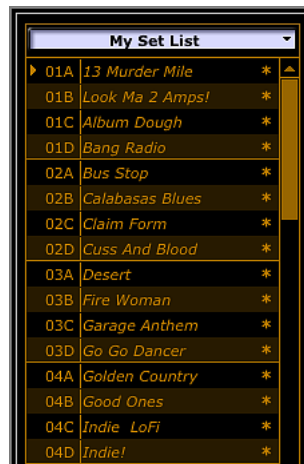 My Set List
01A 13 Murder Mile *
01B Look Ma 2 Amps! *
01C Album Dough *
01D Bang Radio *
02A Bus Stop *
02B Calabasas Blues *
02C Claim Form *
02D Cuss And Blood *
03A Desert *
03B Fire Woman *
03C Garage Anthem *
03D Go Go Dancer *
04A Golden Country *
04B Good Ones *
04C Indie LoFi *
04D Indie! *